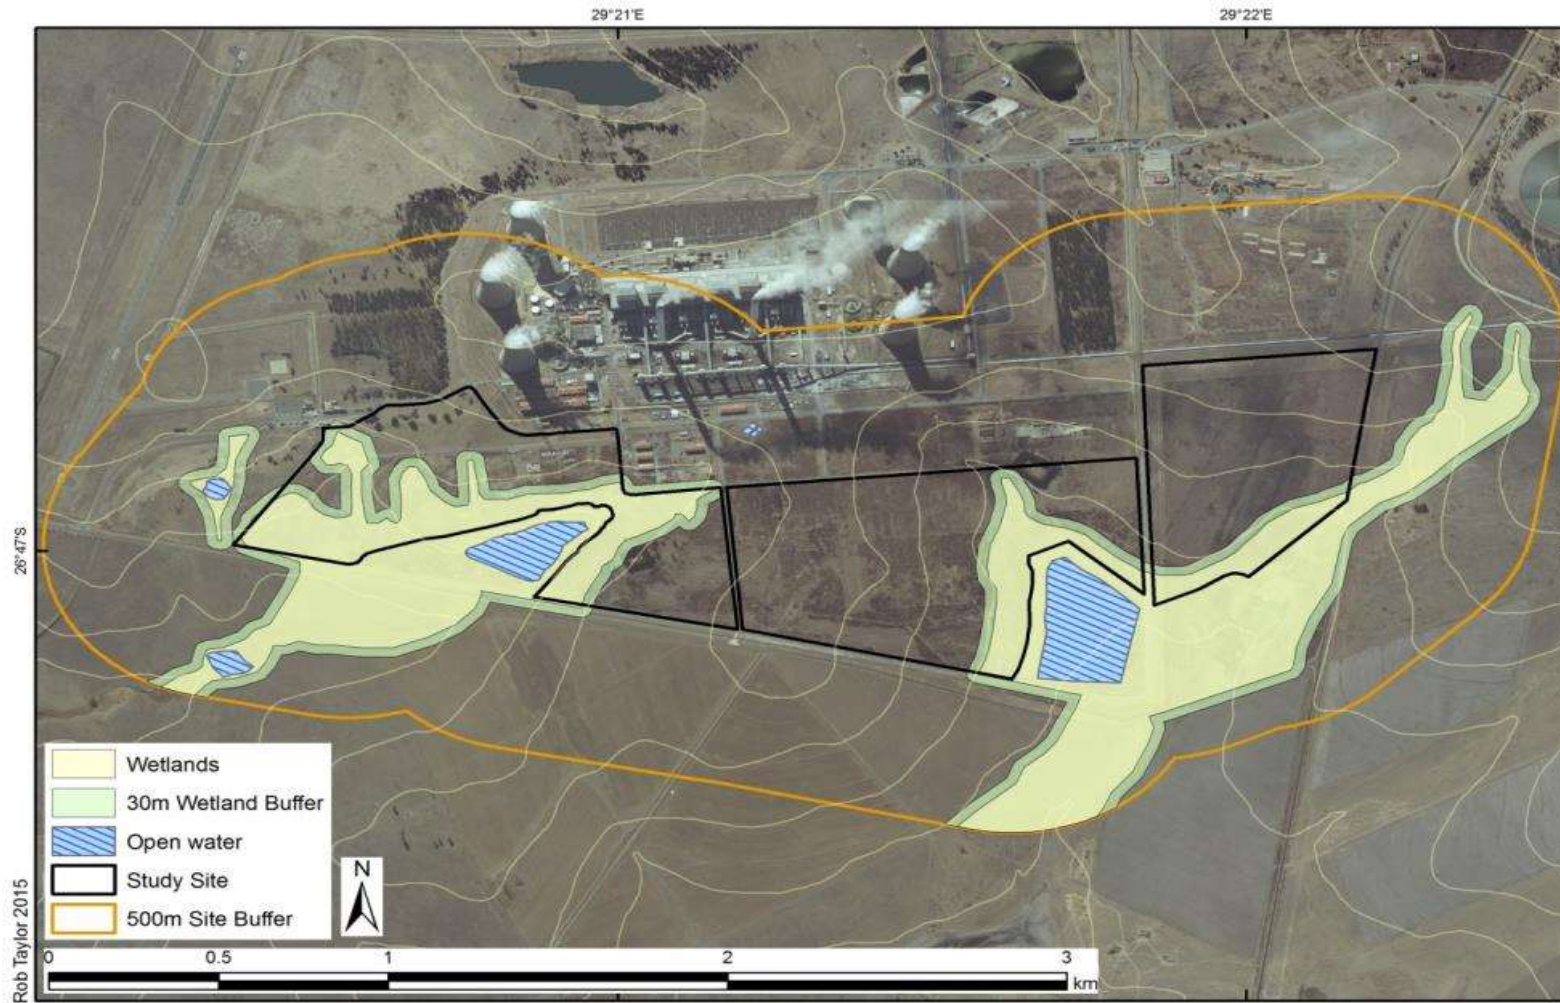 29°21'E
29°22'E
26°47'S
Wetlands
30m Wetland Buffer
Open water
Study Site
500m Site Buffer
N
0
0.5
1
2
3
km
Rob Taylor 2015